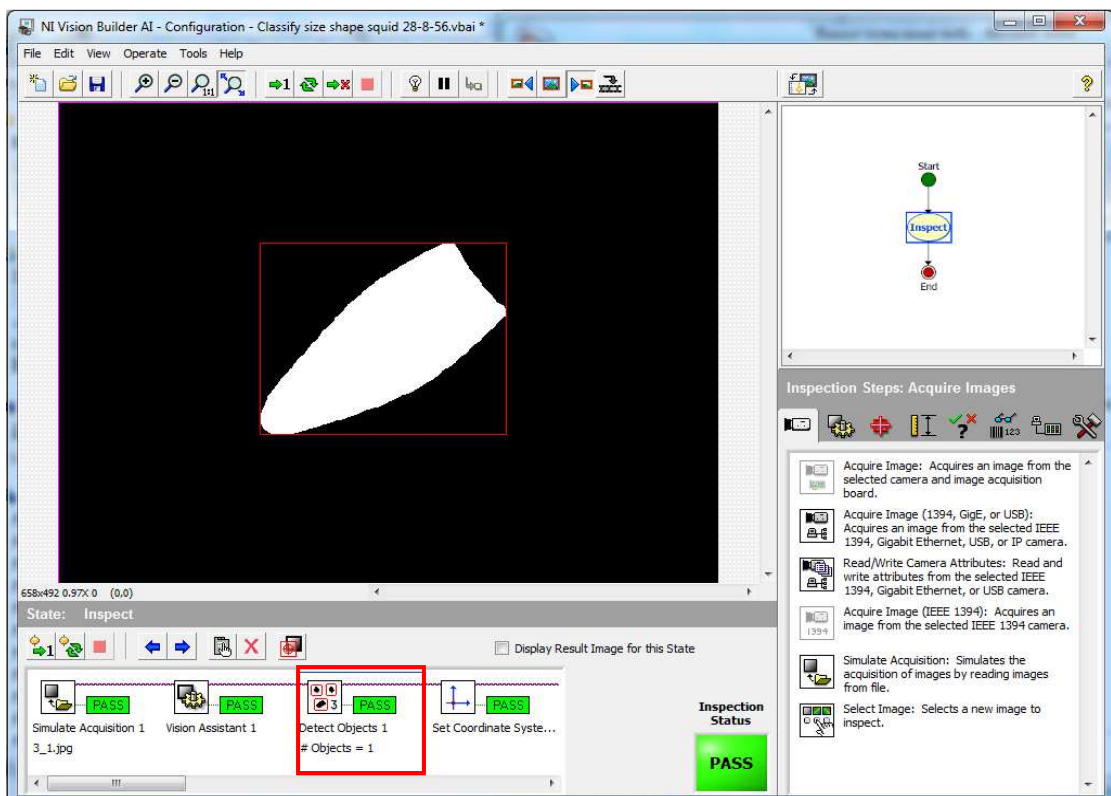 NI Vision Builder AI - Configuration - Classify size shape squid 28-8-56.vbai *
File Edit View Operate Tools Help
1:1
1
?
Start
Inspect
End
658x492 0.97X 0 (0,0)
State: Inspect
1
Display Result Image for this State
PASS
PASS
3
PASS
PASS
Simulate Acquisition 1
Vision Assistant 1
Detect Objects 1
Set Coordinate Syste...
3_1.jpg
# Objects = 1
Inspection
Status
PASS
Inspection Steps: Acquire Images
?
123
Acquire Image: Acquires an image from the
selected camera and image acquisition
board.
Acquire Image (1394, GigE, or USB):
Acquires an image from the selected IEEE
1394, Gigabit Ethernet, USB, or IP camera.
Read/Write Camera Attributes: Read and
write attributes from the selected IEEE
1394, Gigabit Ethernet, or USB camera.
Acquire Image (IEEE 1394): Acquires an
image from the selected IEEE 1394 camera.
1394
Simulate Acquisition: Simulates the
acquisition of images by reading images
from file.
Select Image: Selects a new image to
inspect.